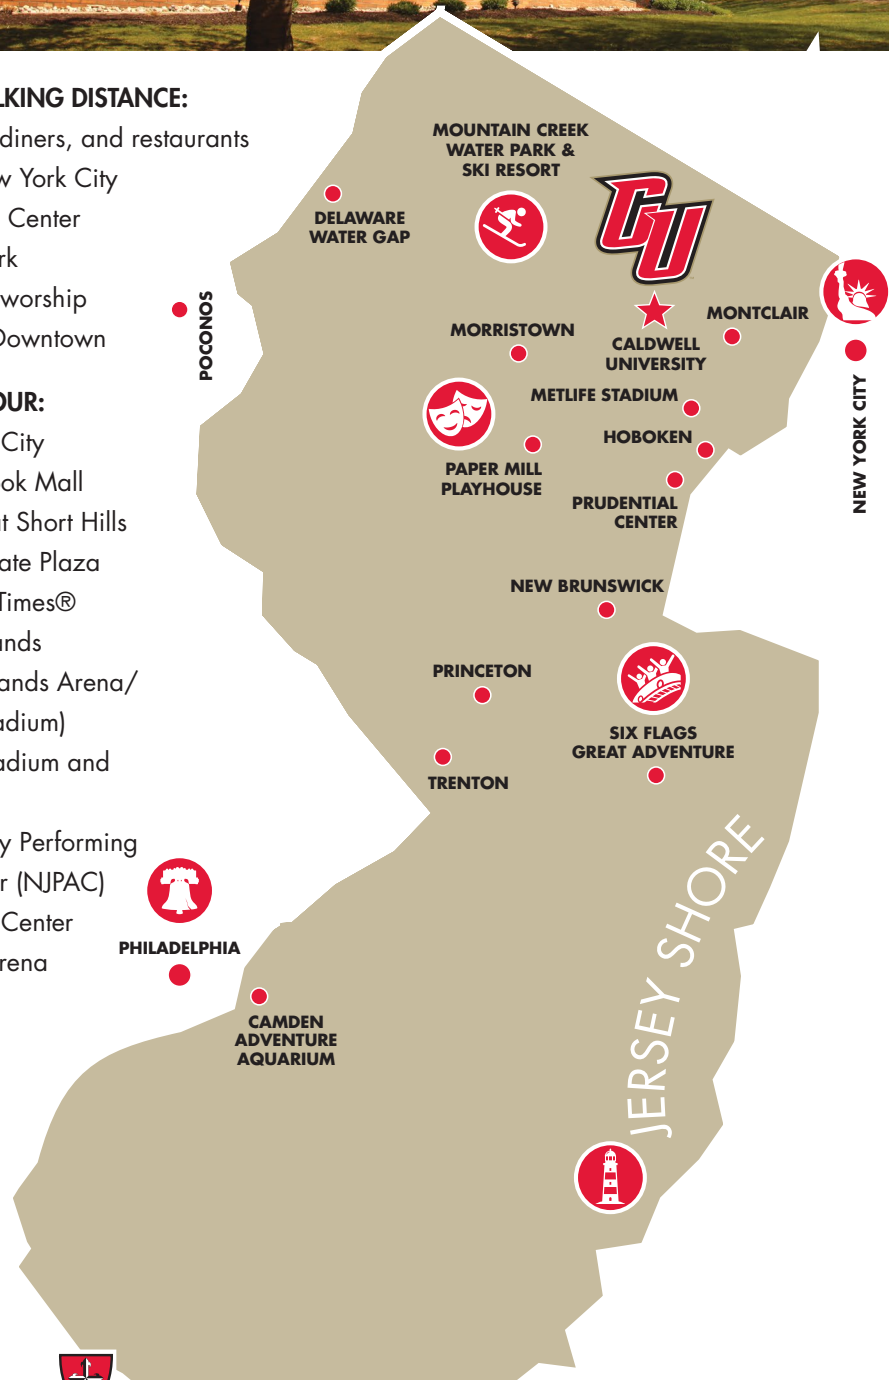 LKING DISTANCE:
diners, and restaurants
w York City
Center
rk
worship
Downtown
OUR:
City
ok Mall
at Short Hills
ate Plaza
Times®
ands
ands Arena/
adium)
adium and
y Performing
r (NJPAC)
Center
rena
MOUNTAIN CREEK
WATER PARK &
SKI RESORT
DELAWARE
WATER GAP
CU
POCONOS
MONTCLAIR
MORRISTOWN
CALDWELL
UNIVERSITY
NEW YORK CITY
METLIFE STADIUM
HOBOKEN
PAPER MILL
PLAYHOUSE
PRUDENTIAL
CENTER
NEW BRUNSWICK
PRINCETON
SIX FLAGS
GREAT ADVENTURE
TRENTON
JERSEY SHORE
PHILADELPHIA
CAMDEN
ADVENTURE
AQUARIUM